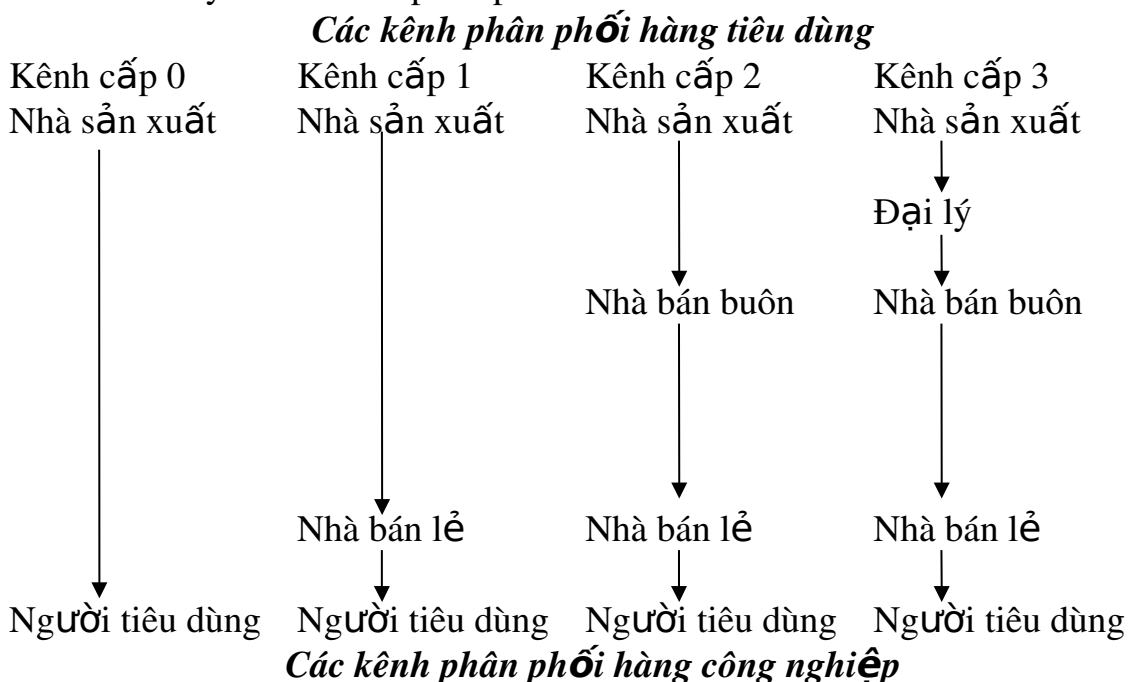 Các kênh phân phối hàng tiêu dùng
Kênh cấp 0 Kênh cấp 1 Kênh cấp 2 Kênh cấp 3
Nhà sản xuất Nhà sản xuất Nhà sản xuất Nhà sản xuất
Đại lý
Nhà bán buôn Nhà bán buôn
Nhà bán lẻ Nhà bán lẻ Nhà bán lẻ
Người tiêu dùng Người tiêu dùng Người tiêu dùng Người tiêu dùng
Các kênh phân phối hàng công nghiệp